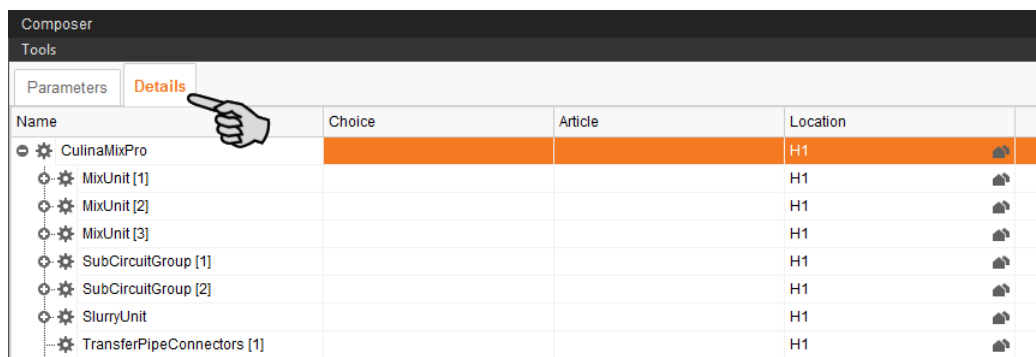 Composer
Tools
Parameters Details
Name Choice Article Location
CulinaMixPro H1
MixUnit [1] H1
MixUnit [2] H1
MixUnit [3] H1
SubCircuitGroup [1] H1
SubCircuitGroup [2] H1
SlurryUnit H1
TransferPipeConnectors [1] H1